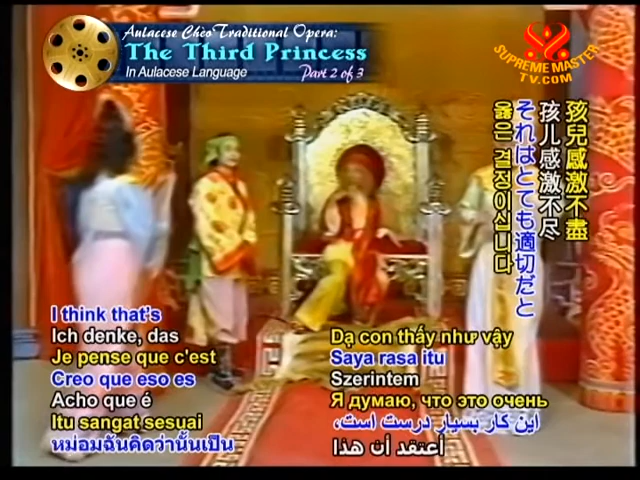 Aulacese Chèo Traditional Opera:
The Third Princess
In Aulacese Language
Part 2 of 3
SUPREME MASTER
TV.COM
孩兒感激不盡
孩儿感激不尽
それはとても適切だと
옳은 결정이십니다
I think that's
Ich denke, das
Je pense que c'est
Creo que eso es
Acho que é
Itu sangat sesuai
หม่อมฉันคิดว่านั้นเป็น
Dạ con thấy như vậy
Saya rasa itu
Szerintem
Я думаю, что это очень
این کار بسیار درست است،
أعتقد أن هذا